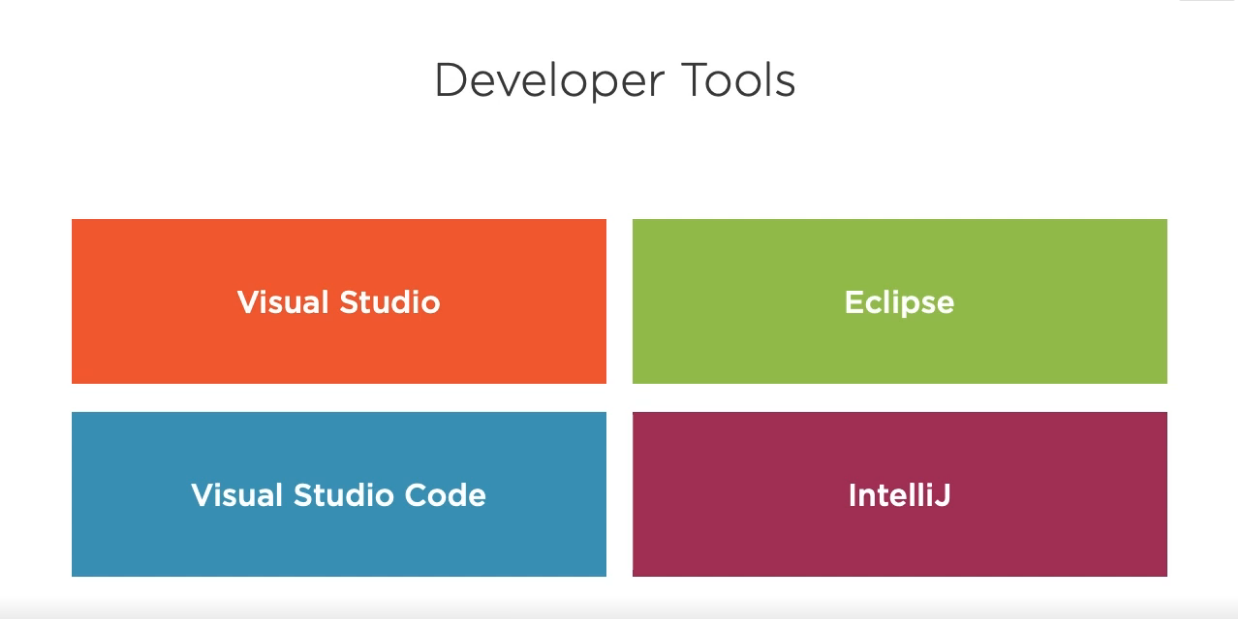 Developer Tools
Visual Studio
Eclipse
Visual Studio Code
IntelliJ